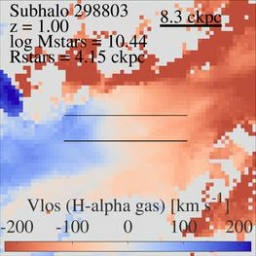 Subhalo 298803
8.3 ckpc
z = 1.00
log Mstars = 10.44
Rstars = 4.15 ckpc
Vlos (H-alpha gas) [km s⁻¹]
-200 -100 0 100 200